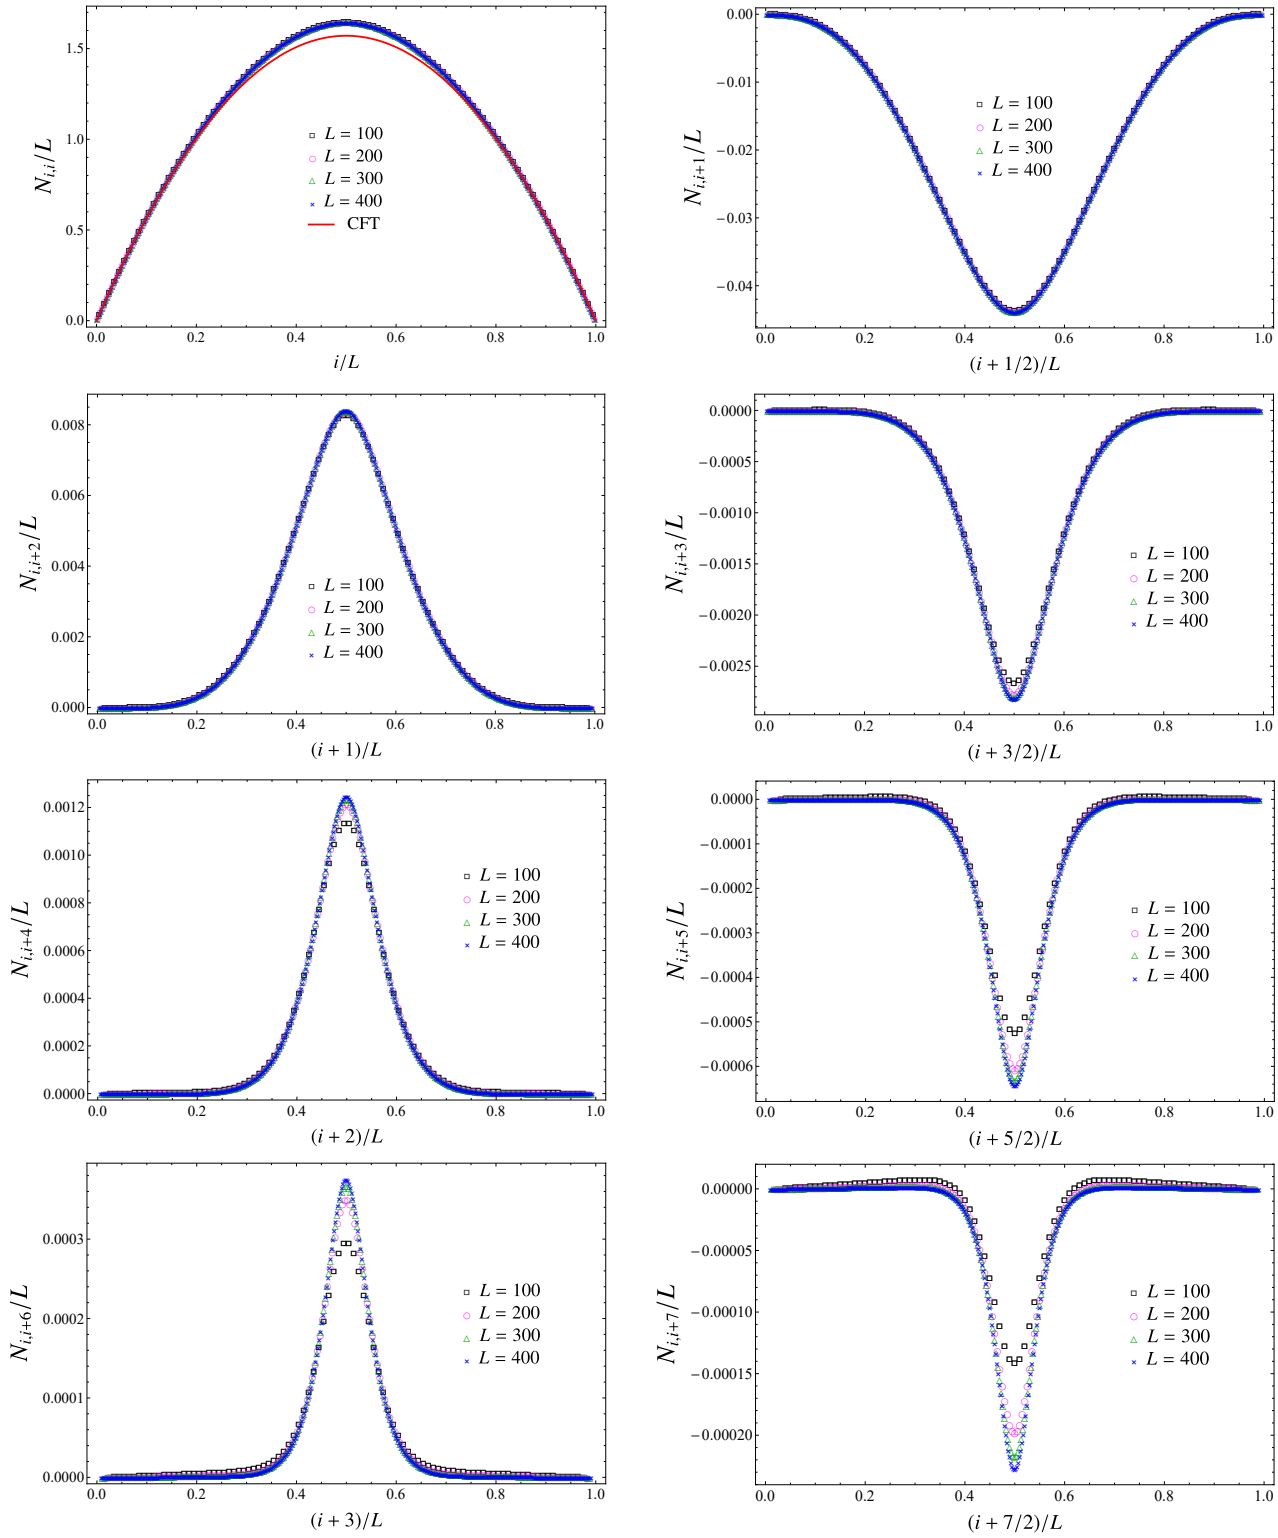 1.5
1.0
0.5
0.0
N_{i,i}/L
L = 100
L = 200
L = 300
L = 400
CFT
0.0 0.2 0.4 0.6 0.8 1.0
i/L
0.00
−0.01
−0.02
−0.03
−0.04
N_{i,i+1}/L
L = 100
L = 200
L = 300
L = 400
0.0 0.2 0.4 0.6 0.8 1.0
(i + 1/2)/L
0.008
0.006
0.004
0.002
0.000
N_{i,i+2}/L
L = 100
L = 200
L = 300
L = 400
0.0 0.2 0.4 0.6 0.8 1.0
(i + 1)/L
0.0000
−0.0005
−0.0010
−0.0015
−0.0020
−0.0025
N_{i,i+3}/L
L = 100
L = 200
L = 300
L = 400
0.0 0.2 0.4 0.6 0.8 1.0
(i + 3/2)/L
0.0012
0.0010
0.0008
0.0006
0.0004
0.0002
0.0000
N_{i,i+4}/L
L = 100
L = 200
L = 300
L = 400
0.0 0.2 0.4 0.6 0.8 1.0
(i + 2)/L
0.0000
−0.0001
−0.0002
−0.0003
−0.0004
−0.0005
−0.0006
N_{i,i+5}/L
L = 100
L = 200
L = 300
L = 400
0.0 0.2 0.4 0.6 0.8 1.0
(i + 5/2)/L
0.0003
0.0002
0.0001
0.0000
N_{i,i+6}/L
L = 100
L = 200
L = 300
L = 400
0.0 0.2 0.4 0.6 0.8 1.0
(i + 3)/L
0.00000
−0.00005
−0.00010
−0.00015
−0.00020
N_{i,i+7}/L
L = 100
L = 200
L = 300
L = 400
0.0 0.2 0.4 0.6 0.8 1.0
(i + 7/2)/L